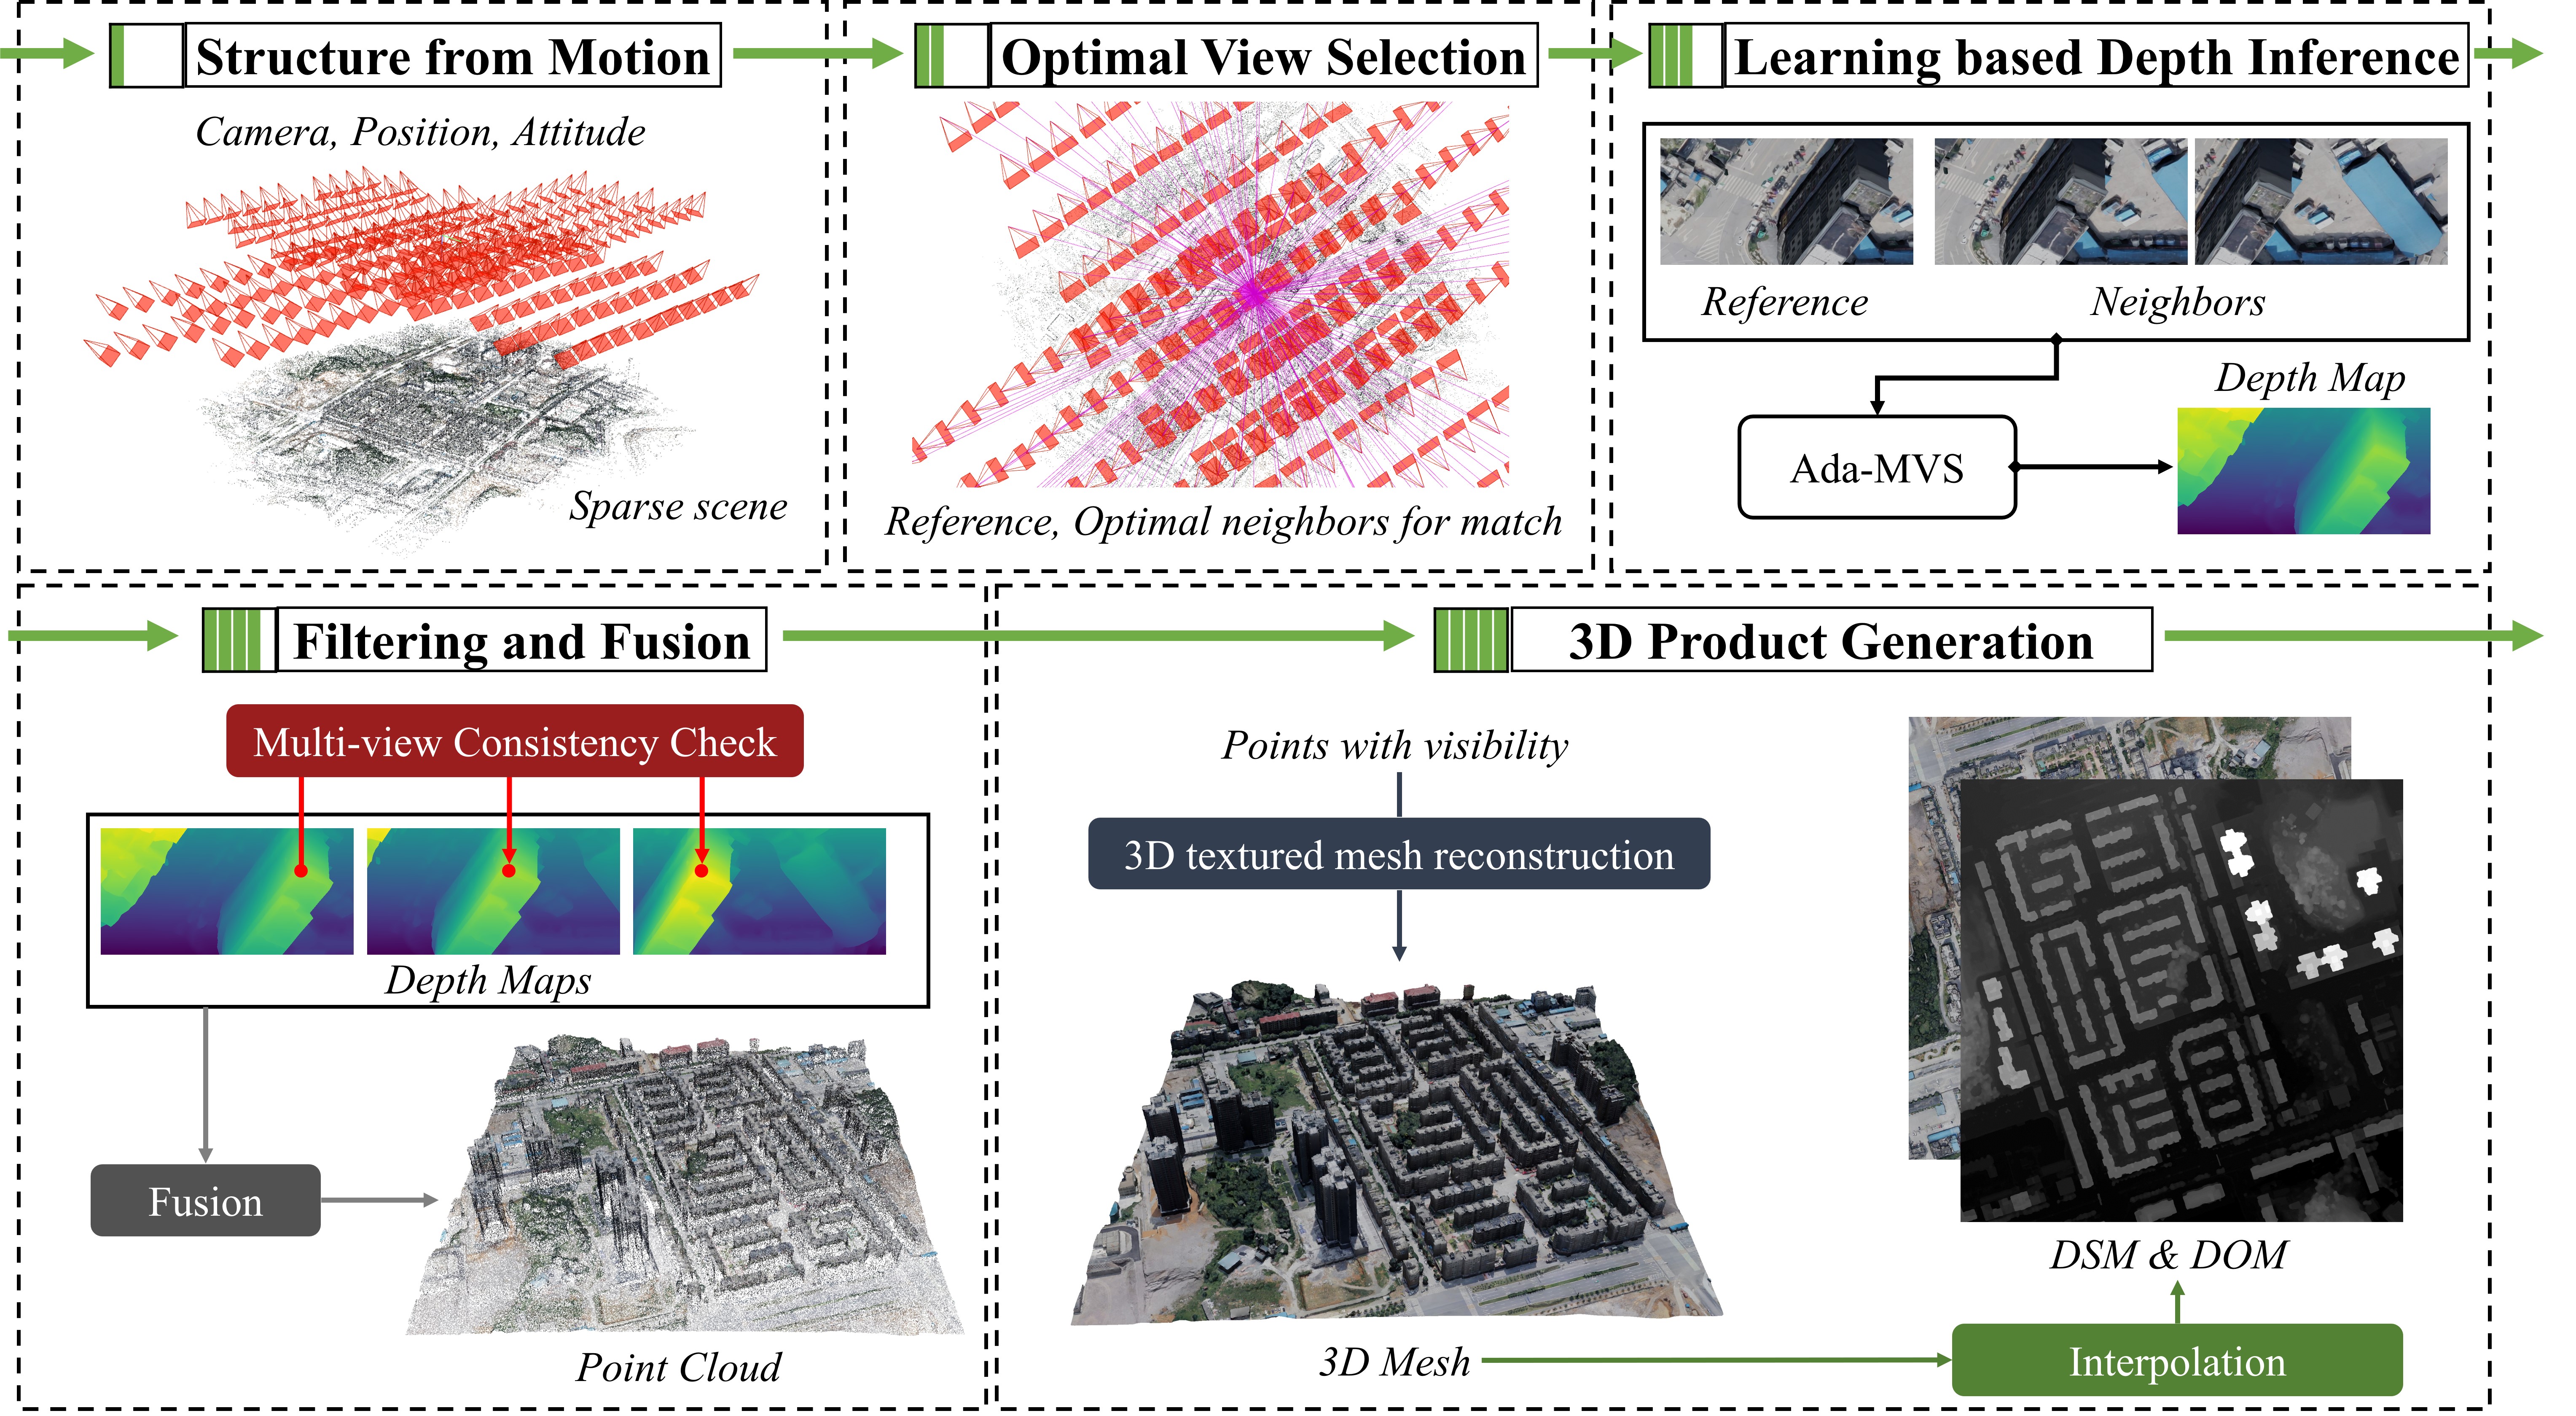 Structure from Motion
Camera, Position, Attitude
Sparse scene
Optimal View Selection
Reference, Optimal neighbors for match
Learning based Depth Inference
Reference
Neighbors
Depth Map
Ada-MVS
Filtering and Fusion
Multi-view Consistency Check
Depth Maps
Fusion
Point Cloud
3D Product Generation
Points with visibility
3D textured mesh reconstruction
3D Mesh
DSM & DOM
Interpolation